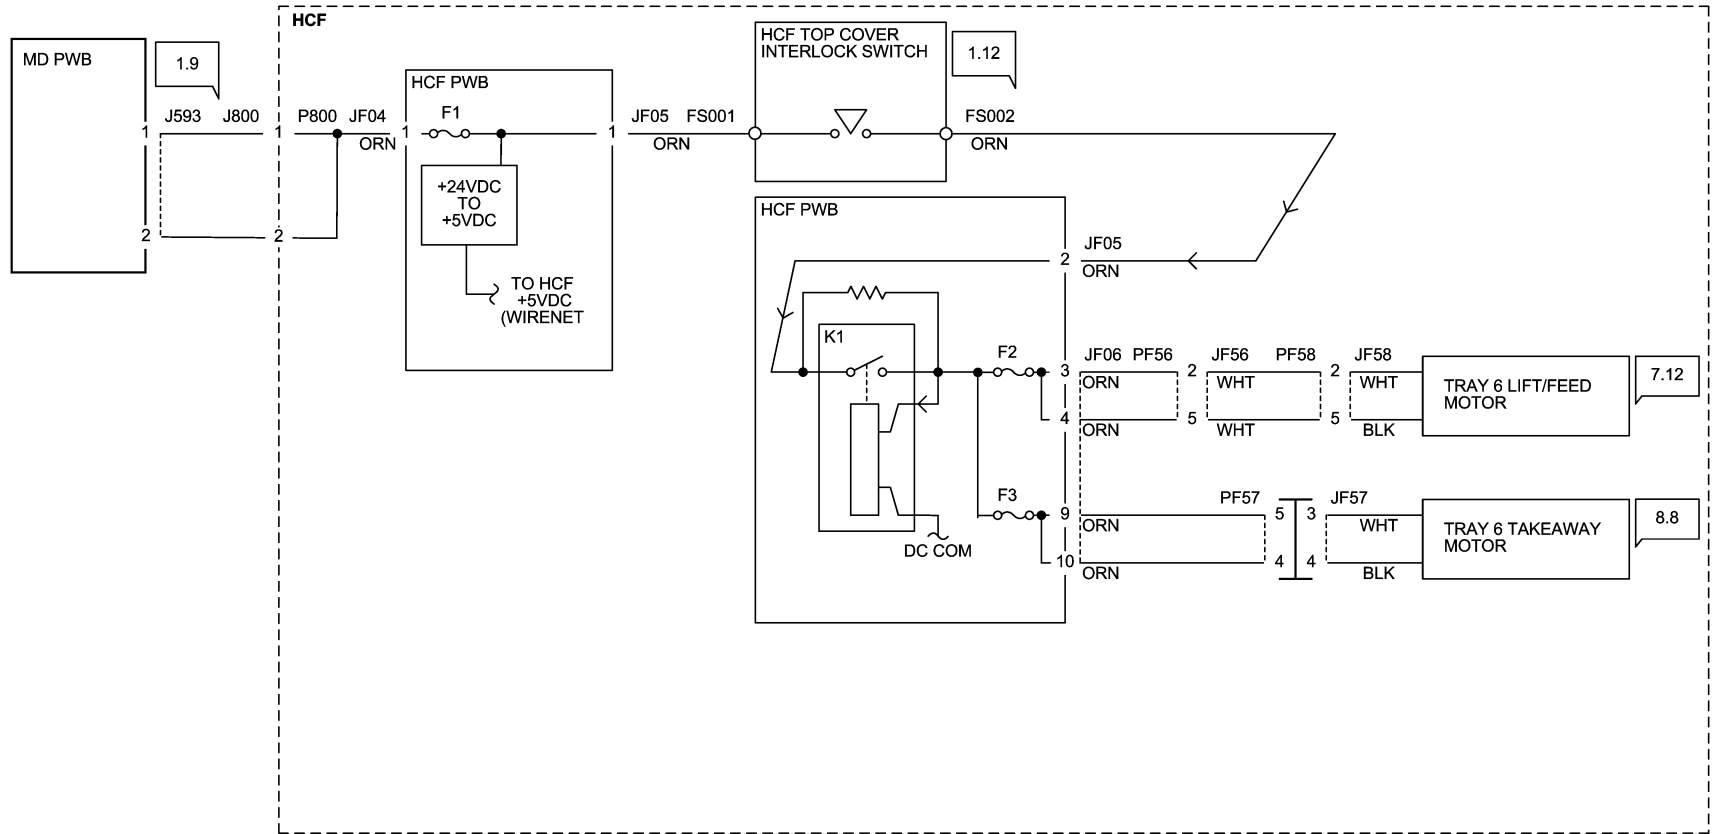 HCF
MD PWB
1.9
HCF TOP COVER
INTERLOCK SWITCH
1.12
HCF PWB
1 J593 J800 1 P800 JF04 1 F1 1 JF05 FS001 FS002
ORN ORN ORN
+24VDC
TO
+5VDC
2 2
TO HCF
+5VDC
(WIRENET
HCF PWB
2 JF05
ORN
K1
F2 3 JF06 PF56 2 JF56 PF58 2 JF58
ORN WHT WHT
4 5 5
ORN WHT BLK
TRAY 6 LIFT/FEED
MOTOR
7.12
F3 9 PF57 5 3 JF57
ORN WHT
10 4 4
ORN BLK
TRAY 6 TAKEAWAY
MOTOR
8.8
DC COM